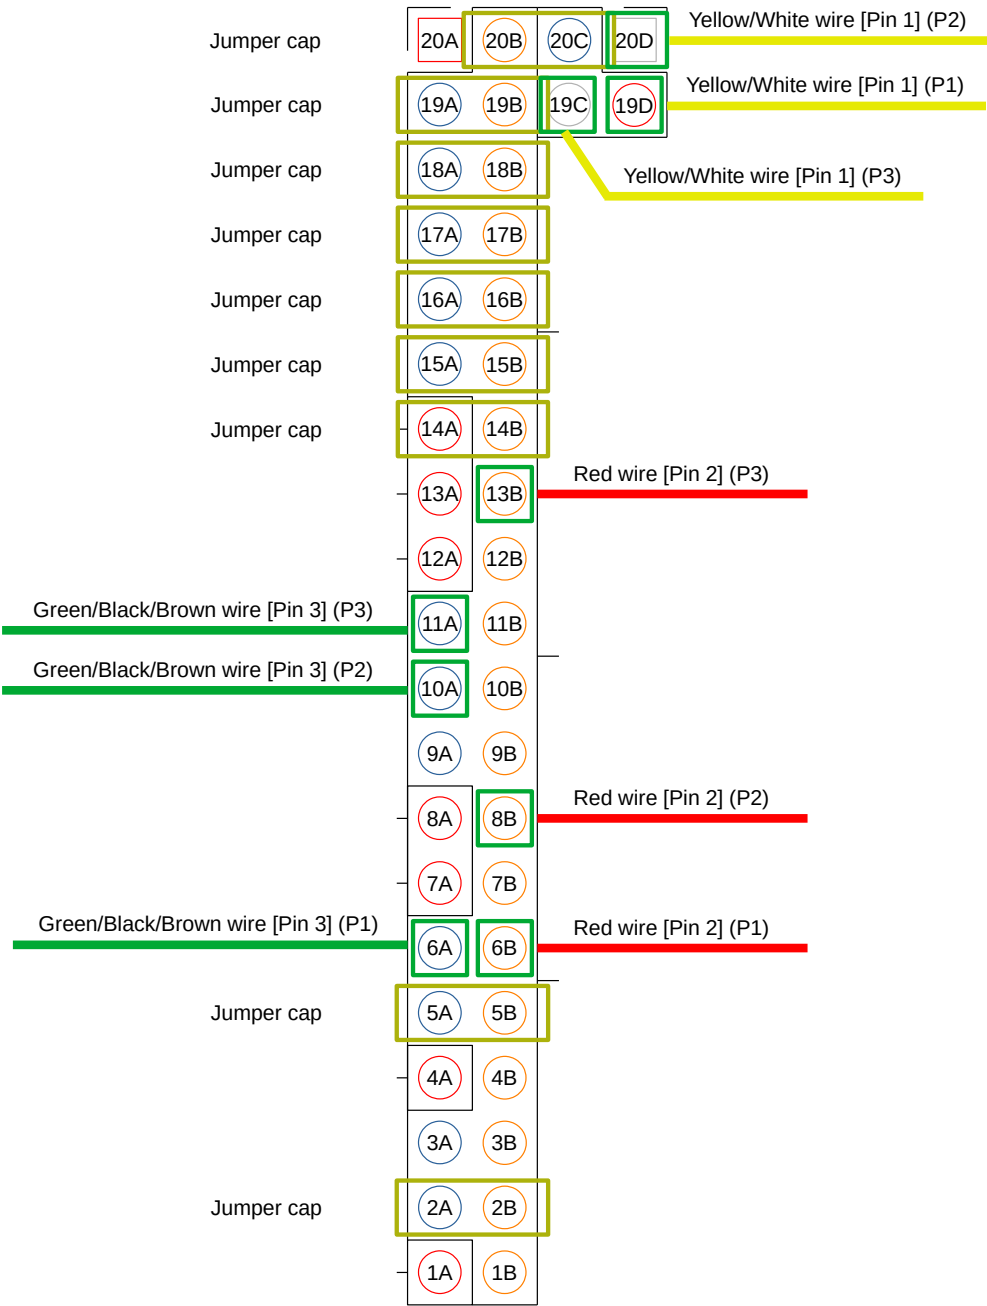 Jumper cap 20A 20B 20C 20D Yellow/White wire [Pin 1] (P2)
Jumper cap 19A 19B 19C 19D Yellow/White wire [Pin 1] (P1)
Jumper cap 18A 18B Yellow/White wire [Pin 1] (P3)
Jumper cap 17A 17B
Jumper cap 16A 16B
Jumper cap 15A 15B
Jumper cap 14A 14B
13A 13B Red wire [Pin 2] (P3)
12A 12B
Green/Black/Brown wire [Pin 3] (P3) 11A 11B
Green/Black/Brown wire [Pin 3] (P2) 10A 10B
9A 9B
8A 8B Red wire [Pin 2] (P2)
7A 7B
Green/Black/Brown wire [Pin 3] (P1) 6A 6B Red wire [Pin 2] (P1)
Jumper cap 5A 5B
4A 4B
3A 3B
Jumper cap 2A 2B
1A 1B